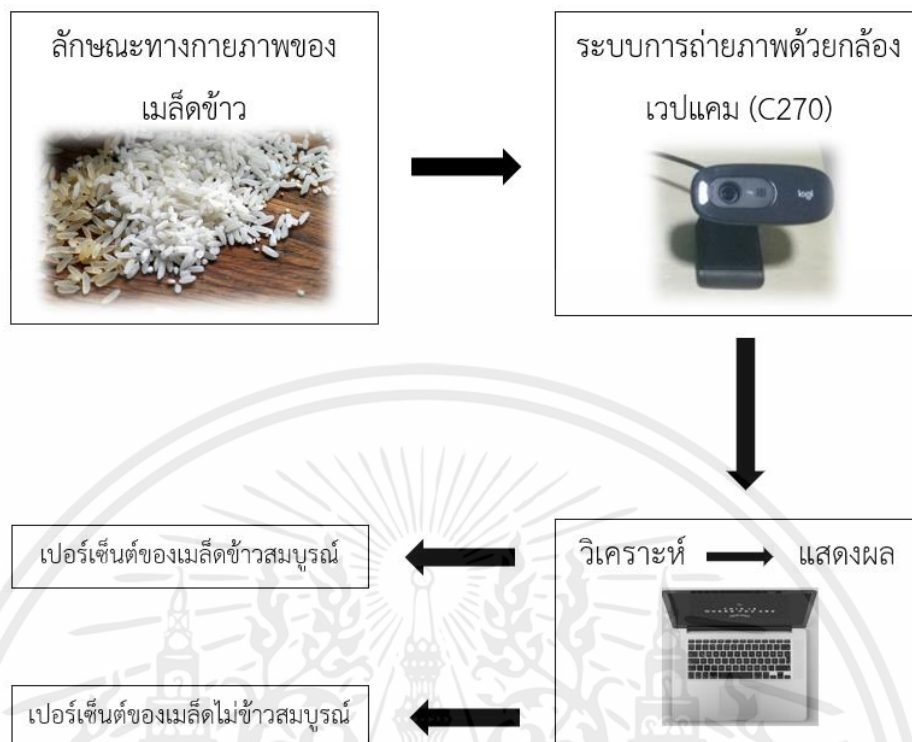 ลักษณะทางกายภาพของ
เมล็ดข้าว
ระบบการถ่ายภาพด้วยกล้อง
เวปแคม (C270)
logi
วิเคราะห์
แสดงผล
เปอร์เซ็นต์ของเมล็ดข้าวสมบูรณ์
เปอร์เซ็นต์ของเมล็ดไม่ข้าวสมบูรณ์